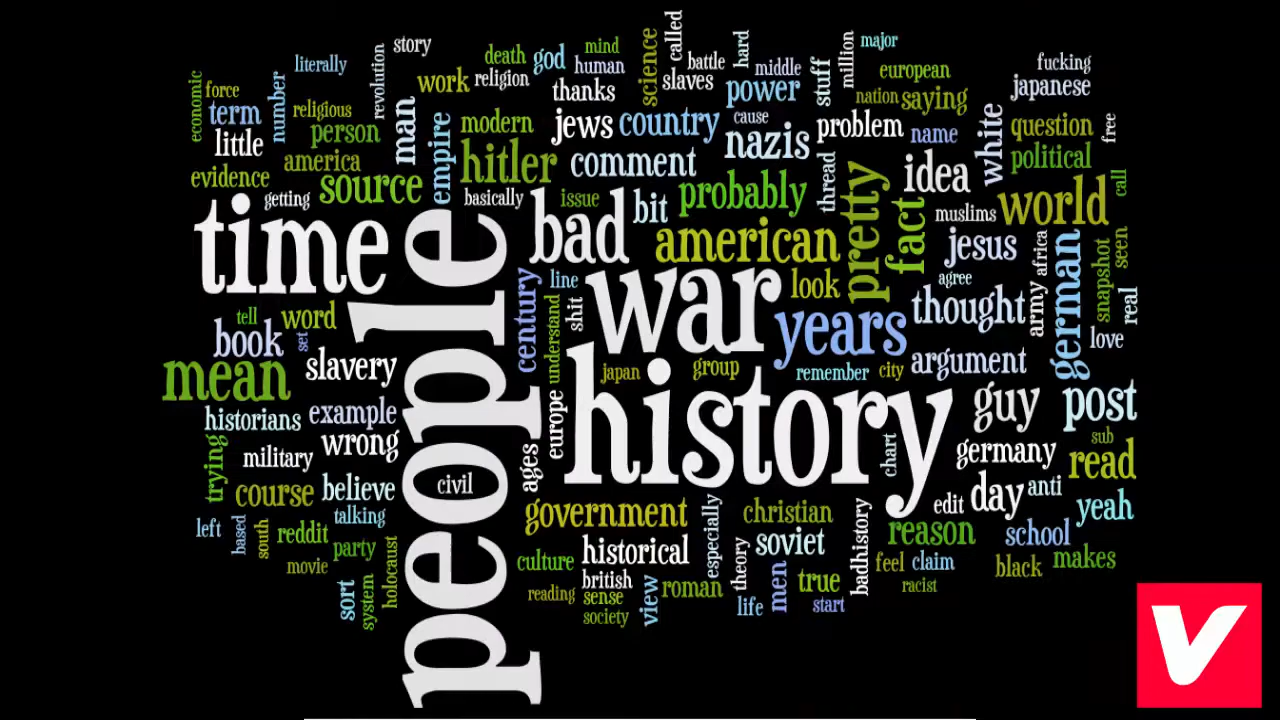 people
history
war
time
bad
years
american
mean
world
german
pretty
fact
hitler
probably
nazis
source
idea
thought
guy
post
day
read
government
country
comment
jews
man
white
empire
century
book
slavery
wrong
believe
course
historical
soviet
reason
yeah
school
germany
argument
look
jesus
bit
problem
power
work
modern
little
term
person
america
evidence
religious
number
literally
force
economic
revolution
story
death
religion
god
mind
human
thanks
science
called
slaves
battle
hard
middle
cause
stuff
million
major
european
nation
saying
name
fucking
japanese
question
free
political
call
thread
muslims
africa
agree
army
snapshot
seen
real
love
getting
basically
issue
line
understand
shit
tell
word
set
historians
example
military
trying
civil
ages
europe
japan
group
remember
city
chart
sub
edit
anti
left
based
south
reddit
talking
party
movie
holocaust
sort
system
culture
british
reading
sense
society
view
roman
especially
theory
christian
life
men
true
start
badhistory
feel
claim
racist
black
makes
V